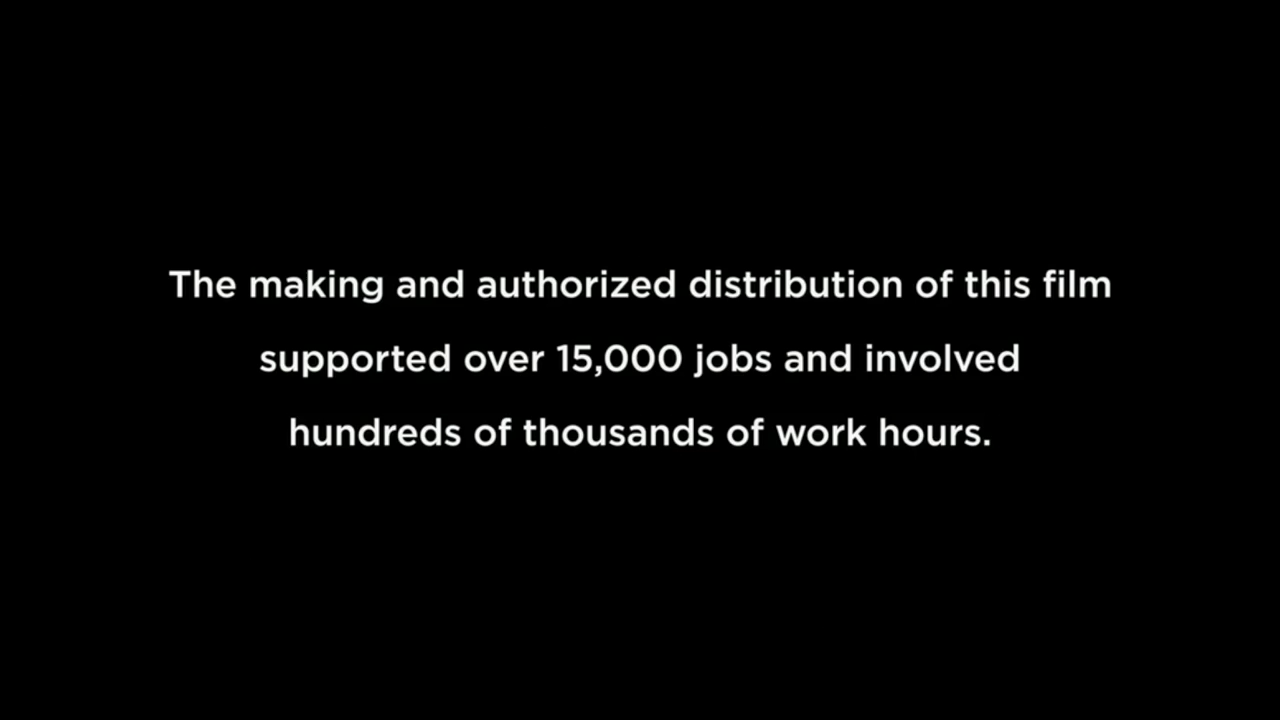 The making and authorized distribution of this film
supported over 15,000 jobs and involved
hundreds of thousands of work hours.